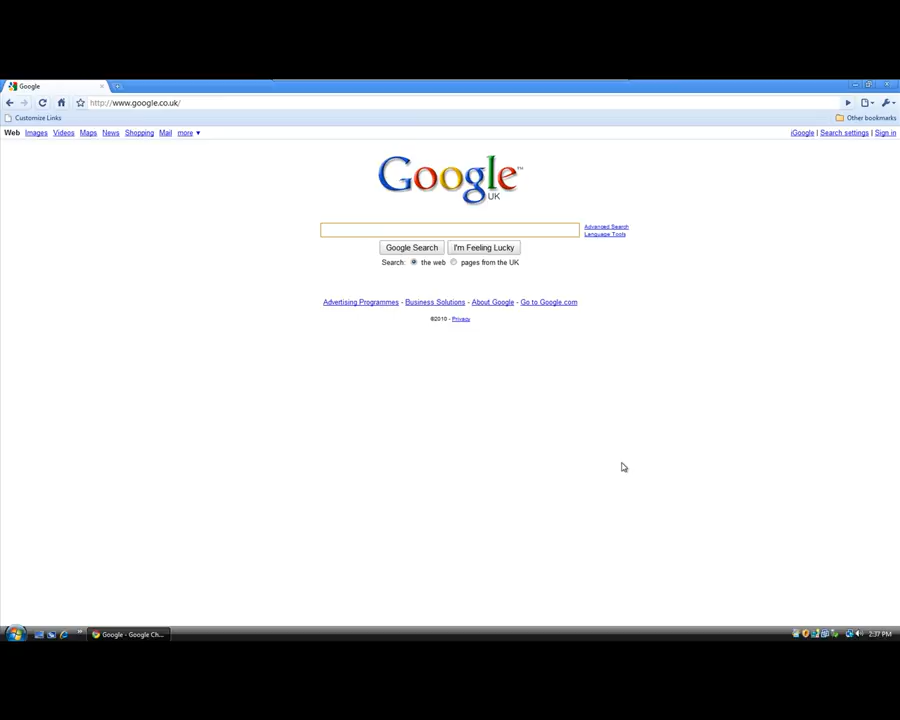 Google
http://www.google.co.uk/
Customize Links
Other bookmarks
Web Images Videos Maps News Shopping Mail more ▼
iGoogle | Search settings | Sign in
Google™
UK
Advanced Search
Language Tools
Google Search
I'm Feeling Lucky
Search: the web pages from the UK
Advertising Programmes - Business Solutions - About Google - Go to Google.com
©2010 - Privacy
Google - Google Ch...
2:37 PM